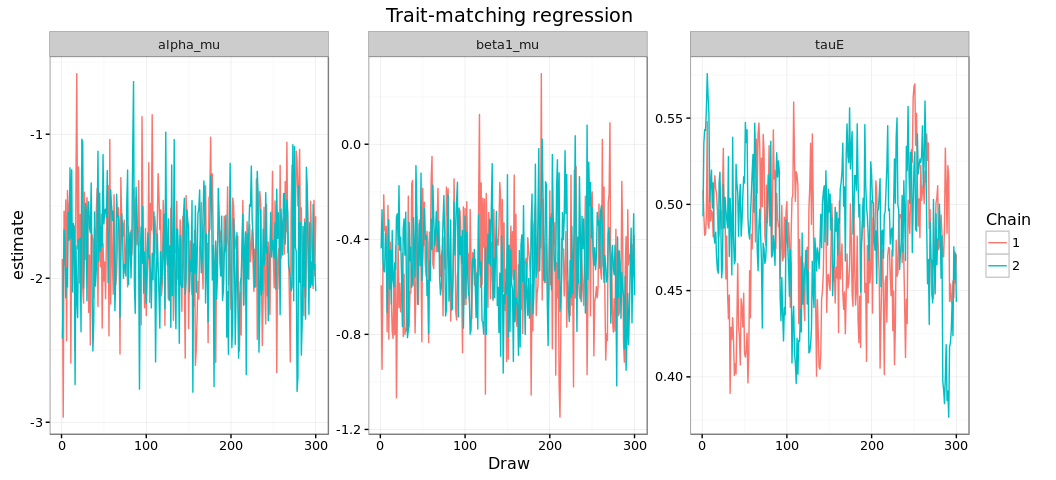 Trait-matching regression
alpha_mu
beta1_mu
tauE
estimate
-1
-2
-3
0.0
-0.4
-0.8
-1.2
0.55
0.50
0.45
0.40
0 100 200 300
0 100 200 300
0 100 200 300
Draw
Chain
1
2